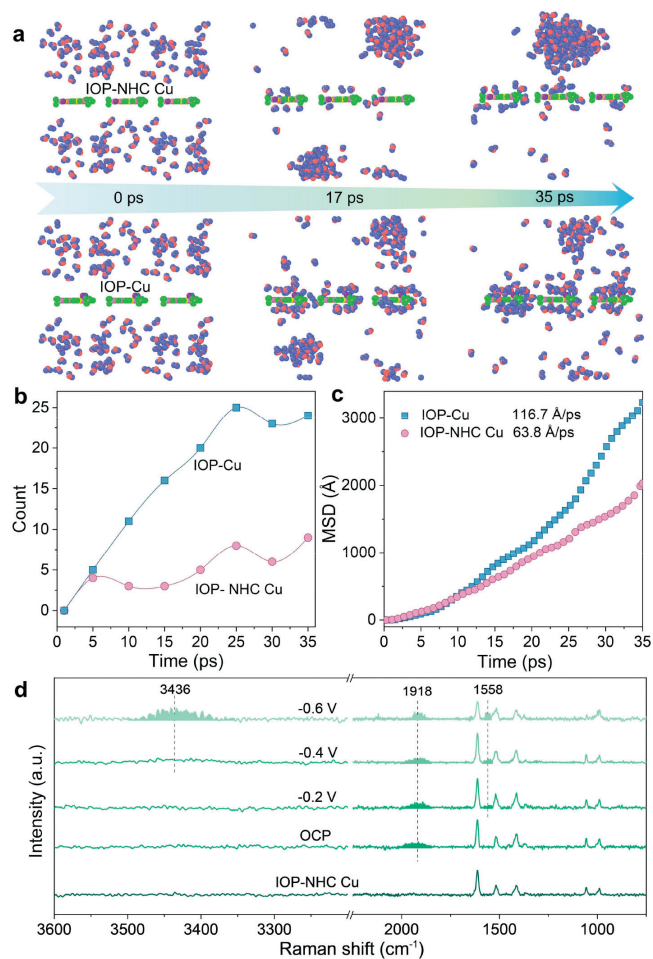 a
IOP-NHC Cu
0 ps
17 ps
35 ps
IOP-Cu
b
25
20
15
10
5
0
Count
IOP-Cu
IOP- NHC Cu
0 5 10 15 20 25 30 35
Time (ps)
c
3000
2000
1000
0
MSD (Å)
IOP-Cu 116.7 Å/ps
IOP-NHC Cu 63.8 Å/ps
0 5 10 15 20 25 30 35
Time (ps)
d
3436
1918
1558
-0.6 V
-0.4 V
-0.2 V
OCP
IOP-NHC Cu
Intensity (a.u.)
3600 3500 3400 3300 2000 1500 1000
Raman shift (cm⁻¹)